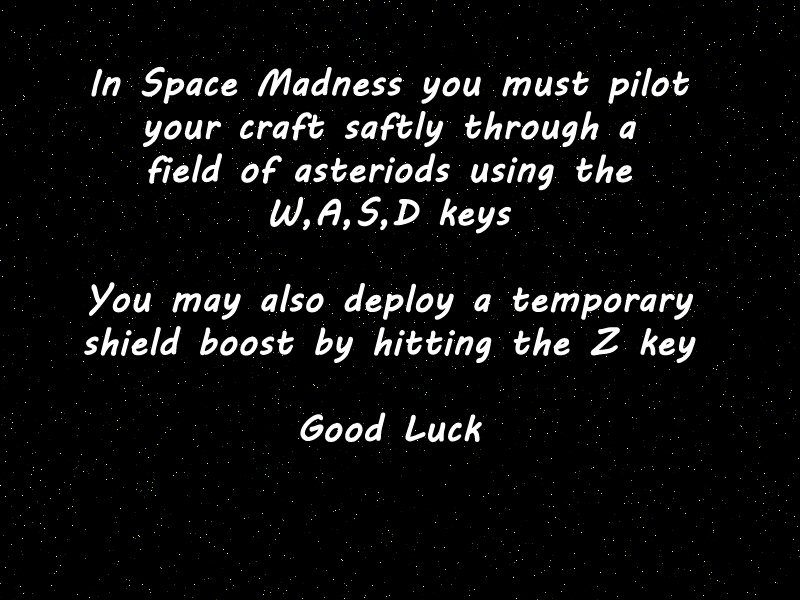 In Space Madness you must pilot
your craft saftly through a
field of asteriods using the
W,A,S,D keys
You may also deploy a temporary
shield boost by hitting the Z key
Good Luck